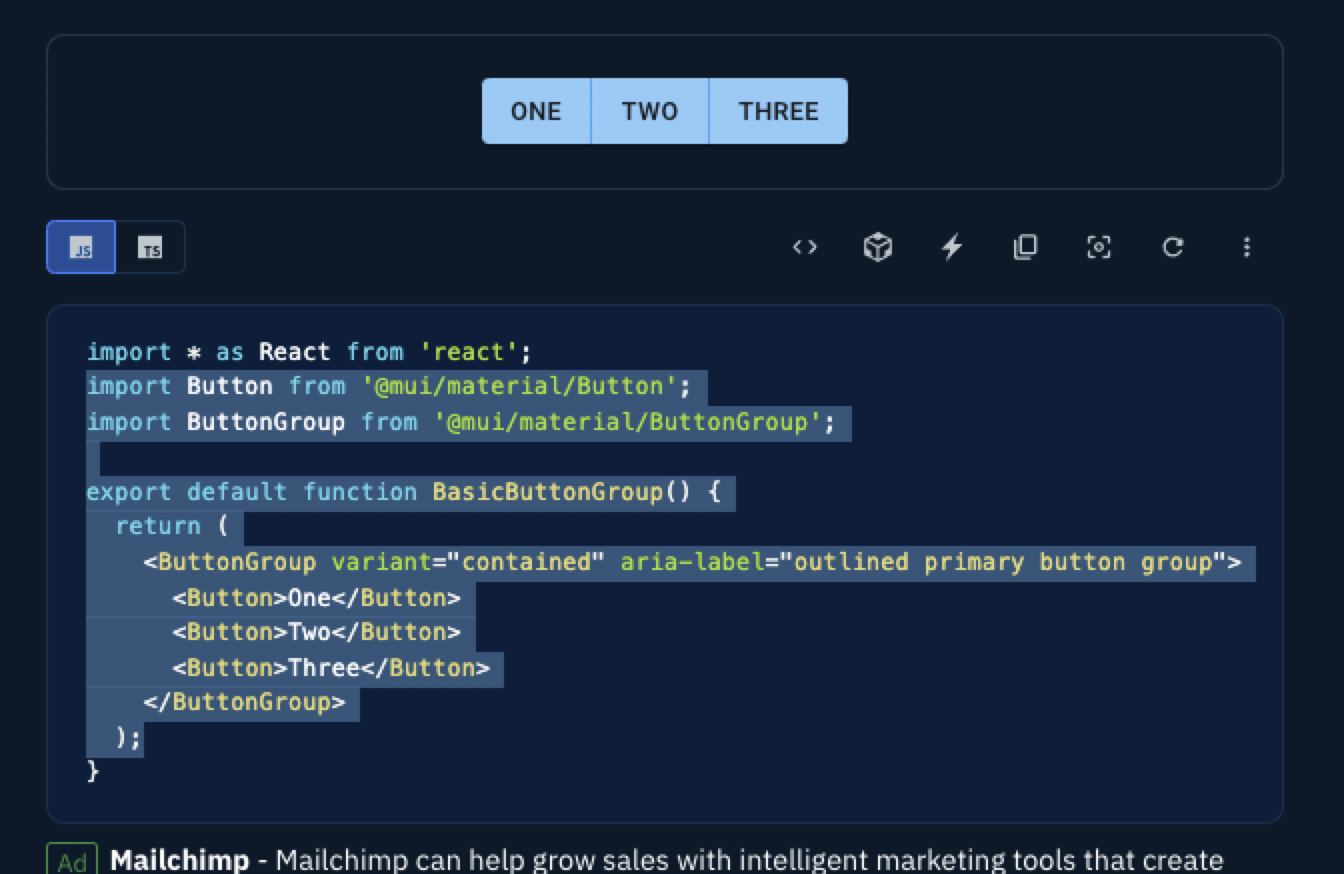 ONE TWO THREE
JS TS
import * as React from 'react';
import Button from '@mui/material/Button';
import ButtonGroup from '@mui/material/ButtonGroup';

export default function BasicButtonGroup() {
  return (
    <ButtonGroup variant="contained" aria-label="outlined primary button group">
      <Button>One</Button>
      <Button>Two</Button>
      <Button>Three</Button>
    </ButtonGroup>
  );
}
Ad Mailchimp - Mailchimp can help grow sales with intelligent marketing tools that create